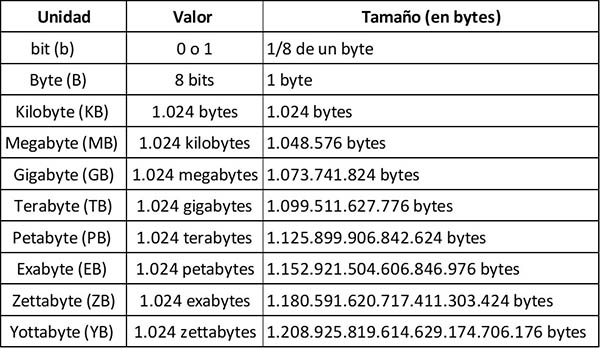 Unidad Valor Tamaño (en bytes)
bit (b) 0 o 1 1/8 de un byte
Byte (B) 8 bits 1 byte
Kilobyte (KB) 1.024 bytes 1.024 bytes
Megabyte (MB) 1.024 kilobytes 1.048.576 bytes
Gigabyte (GB) 1.024 megabytes 1.073.741.824 bytes
Terabyte (TB) 1.024 gigabytes 1.099.511.627.776 bytes
Petabyte (PB) 1.024 terabytes 1.125.899.906.842.624 bytes
Exabyte (EB) 1.024 petabytes 1.152.921.504.606.846.976 bytes
Zettabyte (ZB) 1.024 exabytes 1.180.591.620.717.411.303.424 bytes
Yottabyte (YB) 1.024 zettabytes 1.208.925.819.614.629.174.706.176 bytes